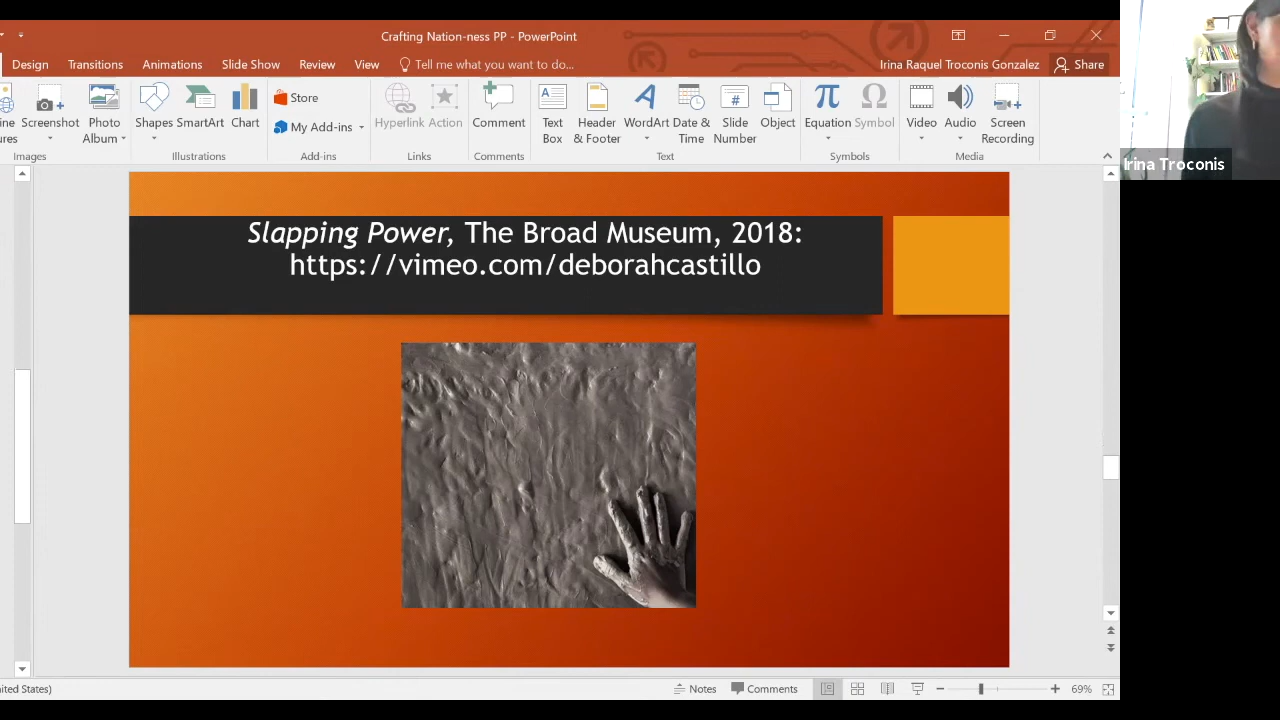 Crafting Nation-ness PP - PowerPoint
Design Transitions Animations Slide Show Review View Tell me what you want to do... Irina Raquel Troconis Gonzalez Share
Screenshot Photo Album Shapes SmartArt Chart Store My Add-ins Hyperlink Action Comment Text Box Header & Footer WordArt Date & Time Slide Number Object Equation Symbol Video Audio Screen Recording
Images Illustrations Add-ins Links Comments Text Symbols Media
Irina Troconis
Slapping Power, The Broad Museum, 2018:
https://vimeo.com/deborahcastillo
Notes Comments 69%